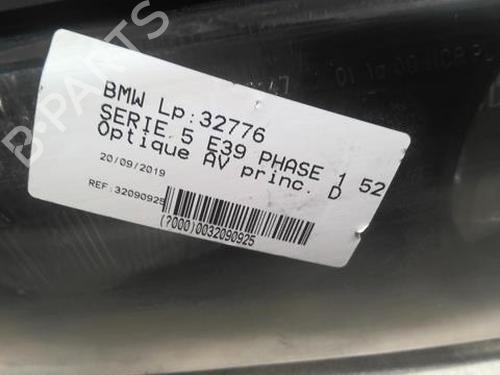 BMW Lp:32776
SERIE 5 E39 PHASE 1 52
Optique AV princ. D
20/09/2019
REF:32090925
(?000)0032090925
B-PARTS